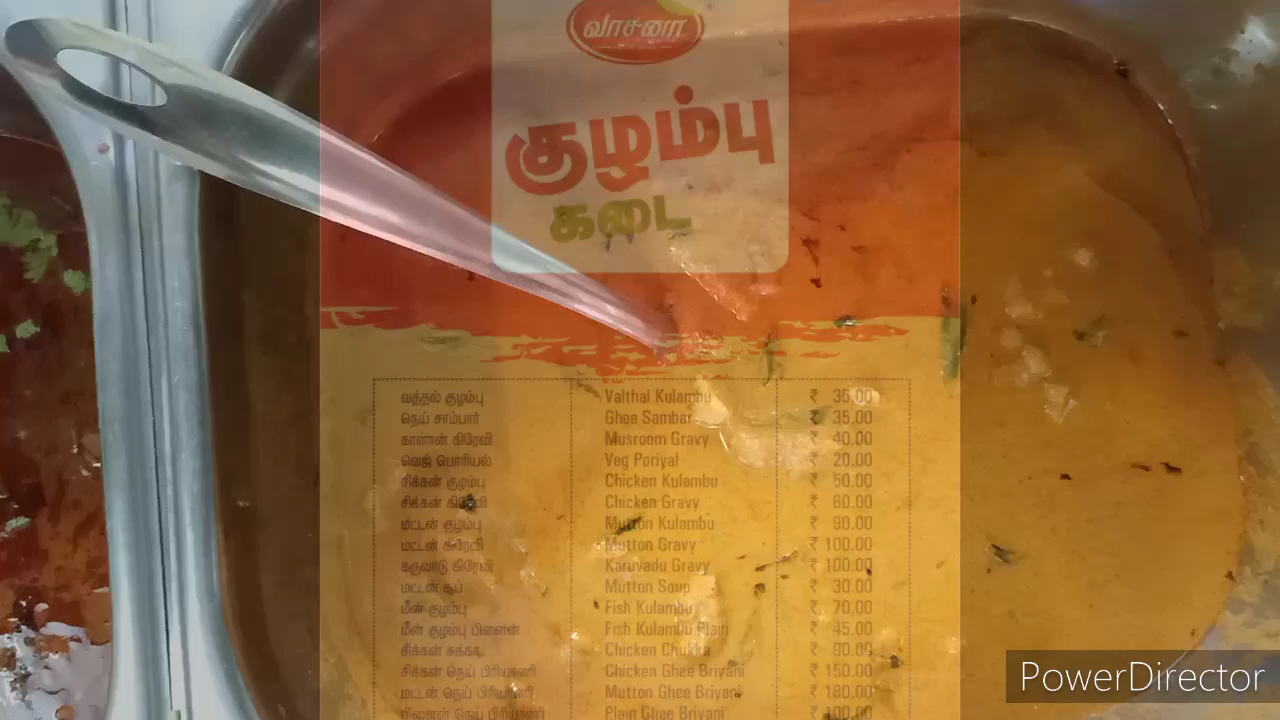 வாசனா
குழம்பு
கடை
வத்தல் குழம்பு Valthal Kulambu ₹ 35.00
நெய் சாம்பார் Ghee Sambar ₹ 35.00
காளான் கிரேவி Musroom Gravy ₹ 40.00
வெஜ் பொரியல் Veg Poriyal ₹ 20.00
சிக்கன் குழம்பு Chicken Kulambu ₹ 50.00
சிக்கன் கிரேவி Chicken Gravy ₹ 60.00
மட்டன் குழம்பு Mutton Kulambu ₹ 90.00
மட்டன் கிரேவி Mutton Gravy ₹ 100.00
கருவாடு கிரேவி Karuvadu Gravy ₹ 100.00
மட்டன் சூப் Mutton Soup ₹ 30.00
மீன் குழம்பு Fish Kulambu ₹ 70.00
மீன் குழம்பு பிளைன் Fish Kulambu Plain ₹ 45.00
சிக்கன் சுக்கா Chicken Chukka ₹ 90.00
சிக்கன் நெய் பிரியாணி Chicken Ghee Briyani ₹ 150.00
மட்டன் நெய் பிரியாணி Mutton Ghee Briyani ₹ 180.00
பிளைன் நெய் பிரியாணி Plain Ghee Briyani ₹ 100.00
PowerDirector